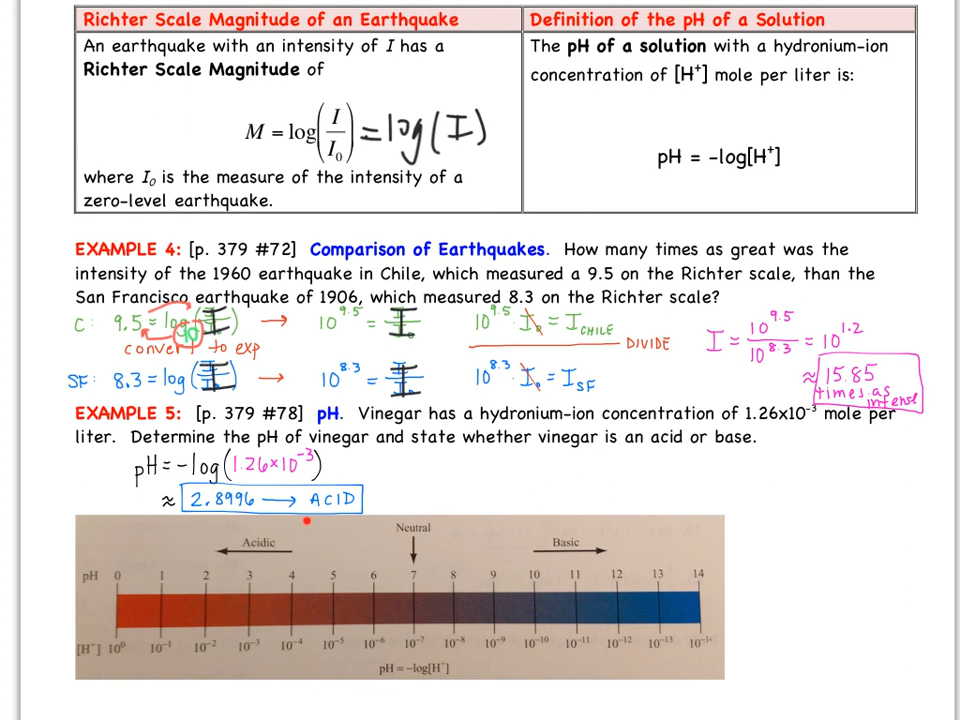 Richter Scale Magnitude of an Earthquake
An earthquake with an intensity of I has a
Richter Scale Magnitude of
M = log(I/I₀) = log(I)
where I₀ is the measure of the intensity of a
zero-level earthquake.
Definition of the pH of a Solution
The pH of a solution with a hydronium-ion
concentration of [H⁺] mole per liter is:
pH = -log[H⁺]
EXAMPLE 4: [p. 379 #72] Comparison of Earthquakes. How many times as great was the
intensity of the 1960 earthquake in Chile, which measured a 9.5 on the Richter scale, than the
San Francisco earthquake of 1906, which measured 8.3 on the Richter scale?
C: 9.5 = log₁₀(I) → 10^9.5 = I 10^9.5 · I₀ = I CHILE
convert to exp
DIVIDE
SF: 8.3 = log(I) → 10^8.3 = I 10^8.3 · I₀ = I SF
I = 10^9.5/10^8.3 = 10^1.2
≈ 15.85
times as
intense
EXAMPLE 5: [p. 379 #78] pH. Vinegar has a hydronium-ion concentration of 1.26x10⁻³ mole per
liter. Determine the pH of vinegar and state whether vinegar is an acid or base.
pH = -log(1.26×10⁻³)
≈ 2.8996 → ACID
Neutral
Acidic Basic
pH 0 1 2 3 4 5 6 7 8 9 10 11 12 13 14
[H⁺] 10⁰ 10⁻¹ 10⁻² 10⁻³ 10⁻⁴ 10⁻⁵ 10⁻⁶ 10⁻⁷ 10⁻⁸ 10⁻⁹ 10⁻¹⁰ 10⁻¹¹ 10⁻¹² 10⁻¹³
pH = -log[H⁺]